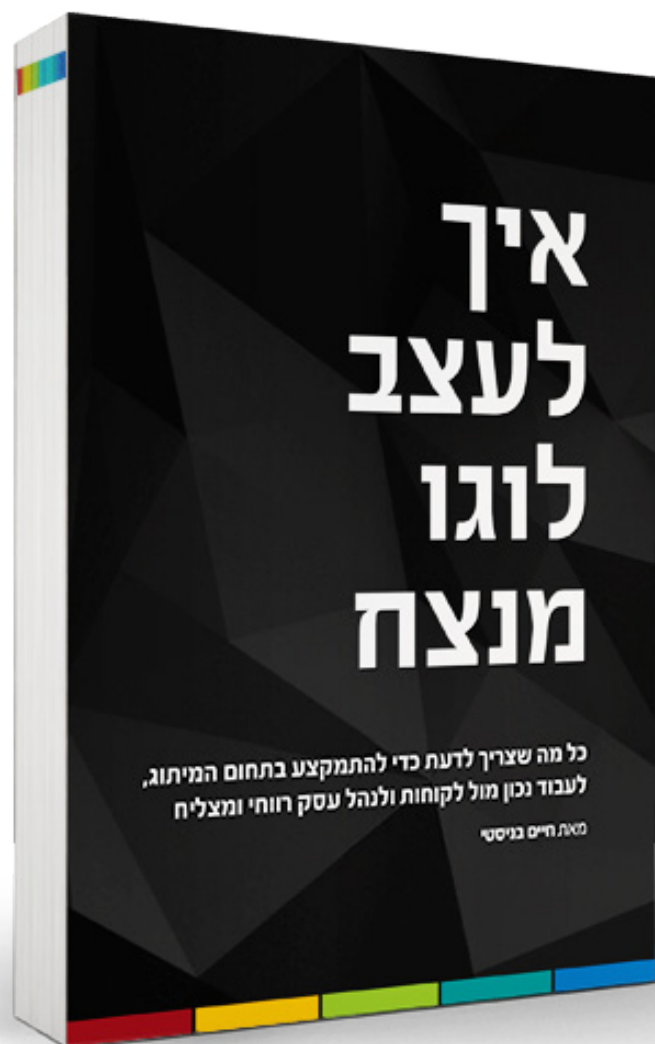 איך
לעצב
לוגו
מנצח
כל מה שצריך לדעת כדי להתמקצע בתחום המיתוג,
לעבוד נכון מול לקוחות ולנהל עסק רווחי ומצליח
מאת חיים בניסטי